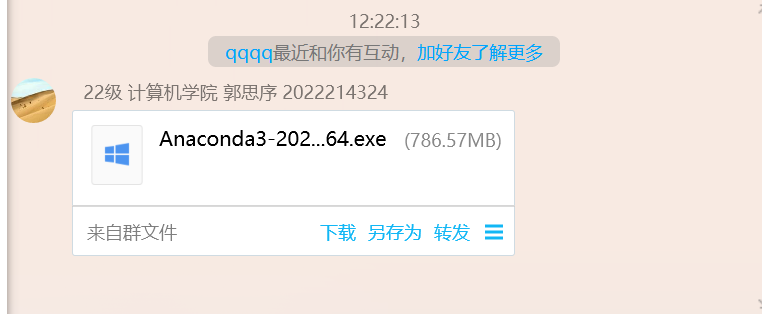 12:22:13
qqqq最近和你有互动，加好友了解更多
22级 计算机学院 郭思序 2022214324
Anaconda3-202...64.exe (786.57MB)
来自群文件 下载 另存为 转发